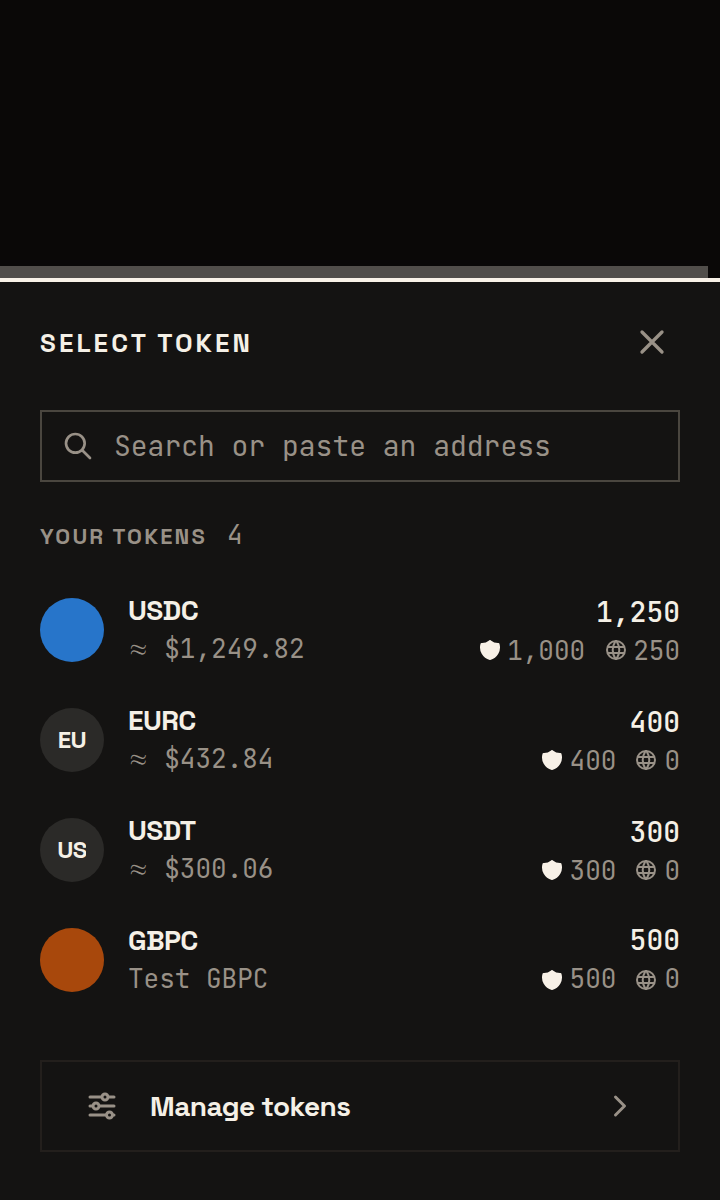 SELECT TOKEN
Search or paste an address
YOUR TOKENS 4
USDC 1,250
≈ $1,249.82 1,000 250
EU EURC 400
≈ $432.84 400 0
US USDT 300
≈ $300.06 300 0
GBPC 500
Test GBPC 500 0
Manage tokens